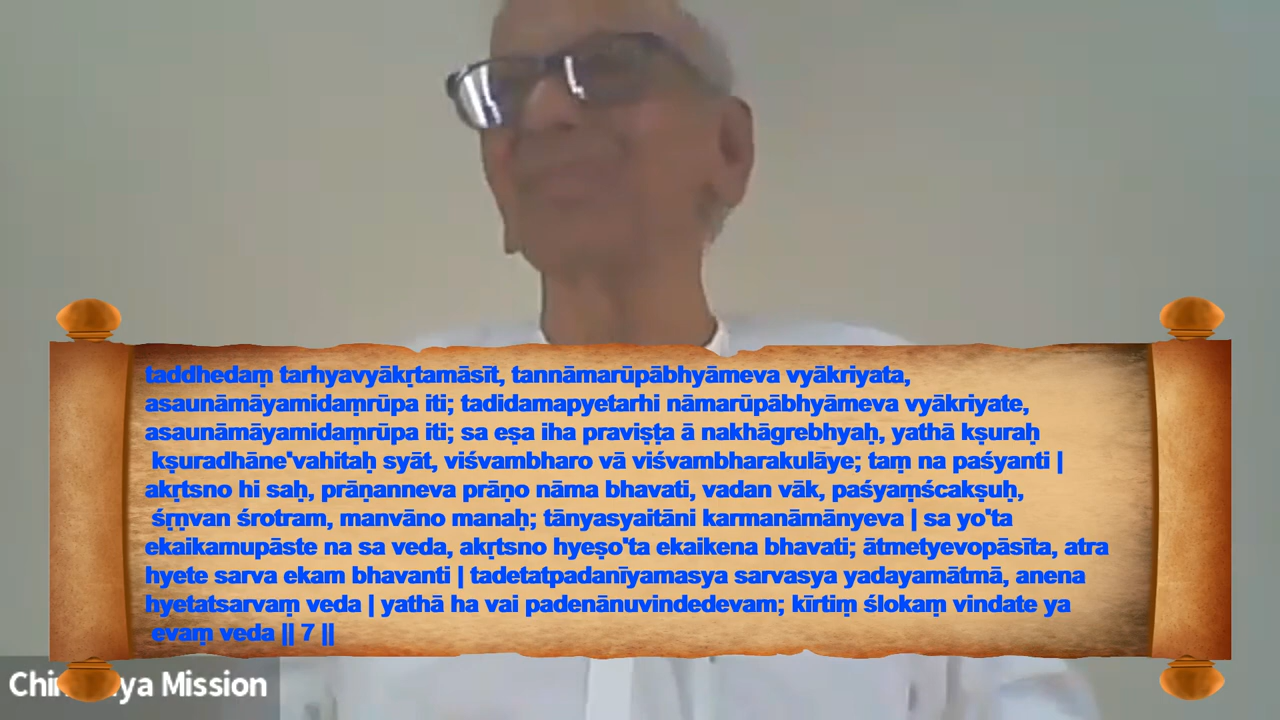 taddhedaṃ tarhyavyākṛtamāsīt, tannāmarūpābhyāmeva vyākriyata,
asaunāmāyamidaṃrūpa iti; tadidamapyetarhi nāmarūpābhyāmeva vyākriyate,
asaunāmāyamidaṃrūpa iti; sa eṣa iha praviṣṭa ā nakhāgrebhyaḥ, yathā kṣuraḥ
kṣuradhāne'vahitaḥ syāt, viśvambharo vā viśvambharakulāye; taṃ na paśyanti |
akṛtsno hi saḥ, prāṇanneva prāṇo nāma bhavati, vadan vāk, paśyaṃścakṣuḥ,
śṛṇvan śrotram, manvāno manaḥ; tānyasyaitāni karmanāmānyeva | sa yo'ta
ekaikamupāste na sa veda, akṛtsno hyeṣo'ta ekaikena bhavati; ātmetyevopāsīta, atra
hyete sarva ekam bhavanti | tadetatpadanīyamasya sarvasya yadayamātmā, anena
hyetatsarvaṃ veda | yathā ha vai padenānuvindedevam; kīrtiṃ ślokaṃ vindate ya
evaṃ veda || 7 ||
Mission